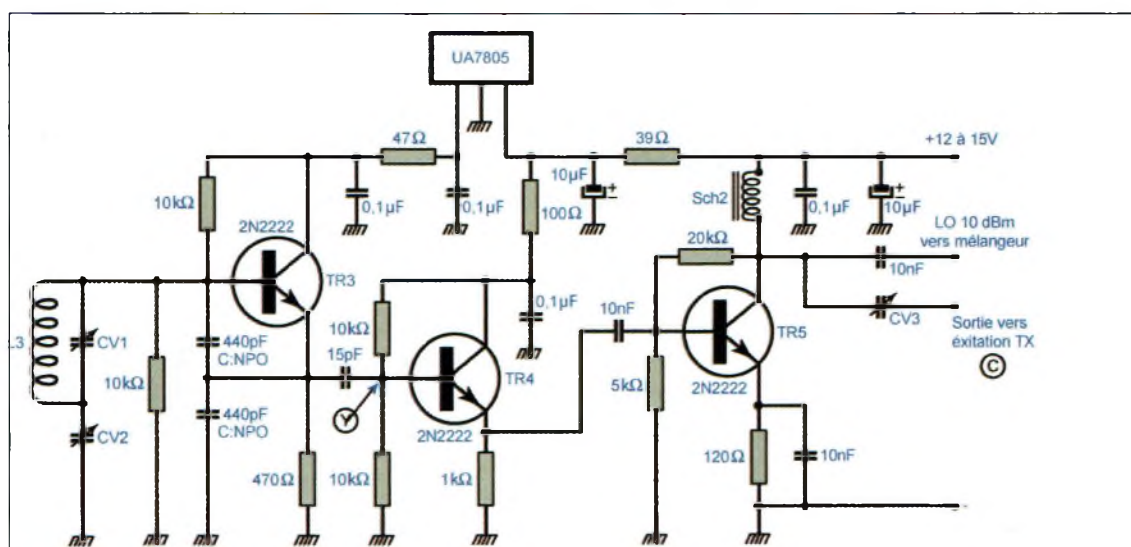 UA7805
47Ω
39Ω
+12 à 15V
10kΩ
0,1µF
0,1µF
100Ω
10µF
+
–
Sch2
0,1µF
+
–
10µF
2N2222
TR3
20kΩ
LO 10 dBm
vers mélangeur
10nF
L3
CV1
10kΩ
440pF
C:NPO
10kΩ
15pF
0,1µF
10nF
TR4
TR5
CV3
Sortie vers
éxitation TX
C
CV2
440pF
C:NPO
Y
2N2222
5kΩ
2N2222
470Ω
10kΩ
1kΩ
120Ω
10nF